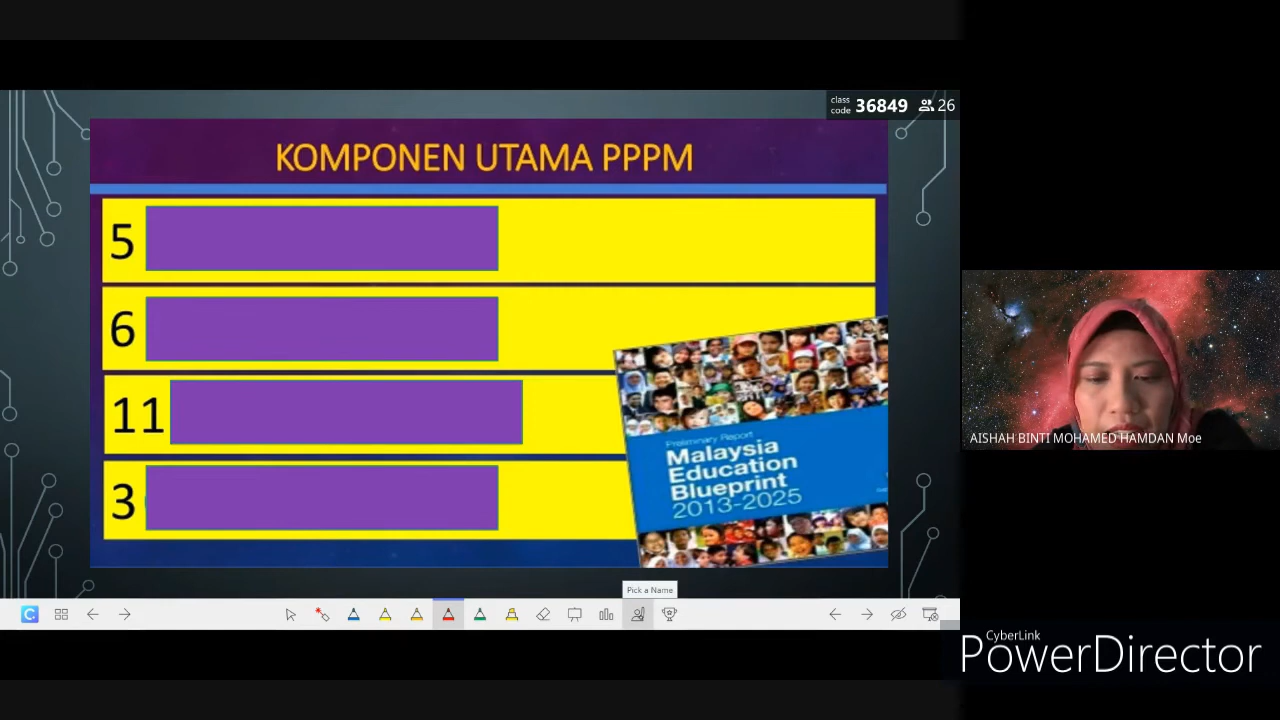 class code 36849 26
KOMPONEN UTAMA PPPM
5
6
11
3
Preliminary Report
Malaysia
Education
Blueprint
2013-2025
AISHAH BINTI MOHAMED HAMDAN Moe
Pick a Name
CyberLink
PowerDirector